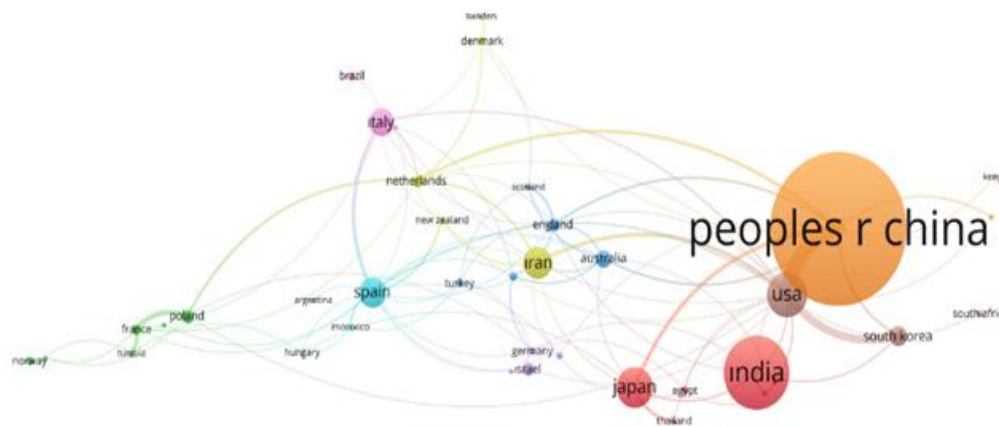 sweden
denmark
brazil
italy
netherlands
scotland
new zealand
england
peoples r china
iran
australia
turkey
spain
usa
argnetina
poland
france
morocco
south korea
tunisia
norway
hungary
germany
israel
india
japan
egypt
thailand